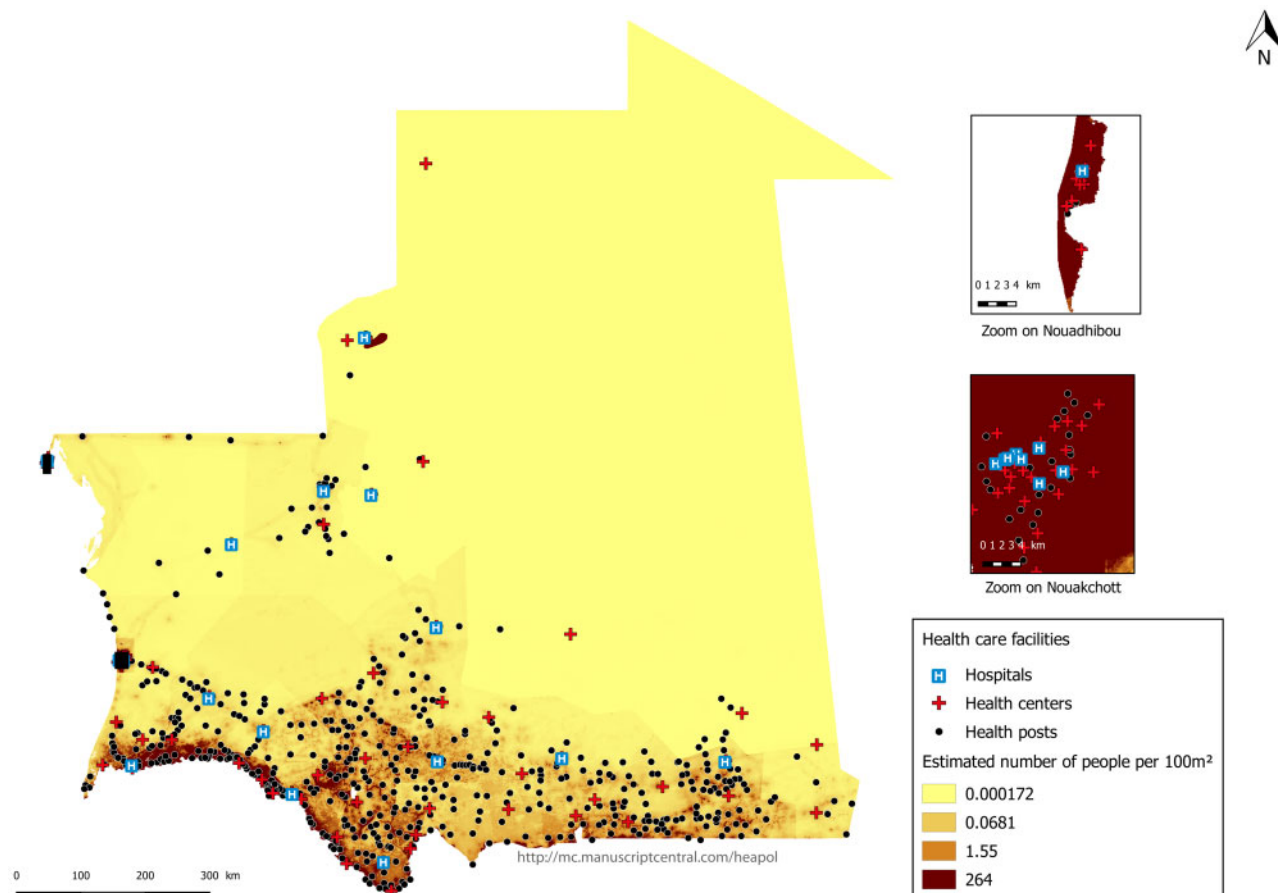 N
0 1 2 3 4 km
Zoom on Nouadhibou
0 1 2 3 4 km
Zoom on Nouakchott
Health care facilities
H Hospitals
Health centers
Health posts
Estimated number of people per 100m²
0.000172
0.0681
1.55
264
http://mc.manuscriptcentral.com/heapol
0 100 200 300 km